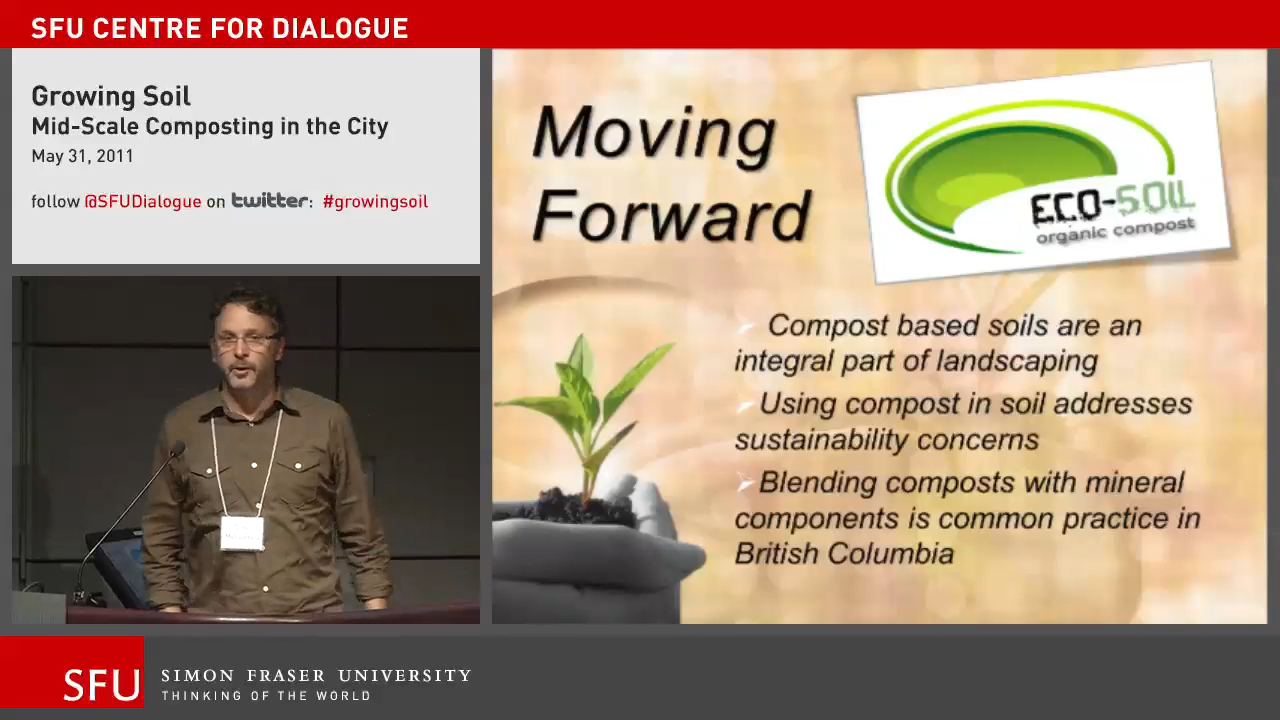 SFU CENTRE FOR DIALOGUE
Growing Soil
Mid-Scale Composting in the City
May 31, 2011
follow @SFUDialogue on twitter: #growingsoil
Moving
Forward
ECO-SOIL
organic compost
Compost based soils are an
integral part of landscaping
Using compost in soil addresses
sustainability concerns
Blending composts with mineral
components is common practice in
British Columbia
SFU
SIMON FRASER UNIVERSITY
THINKING OF THE WORLD